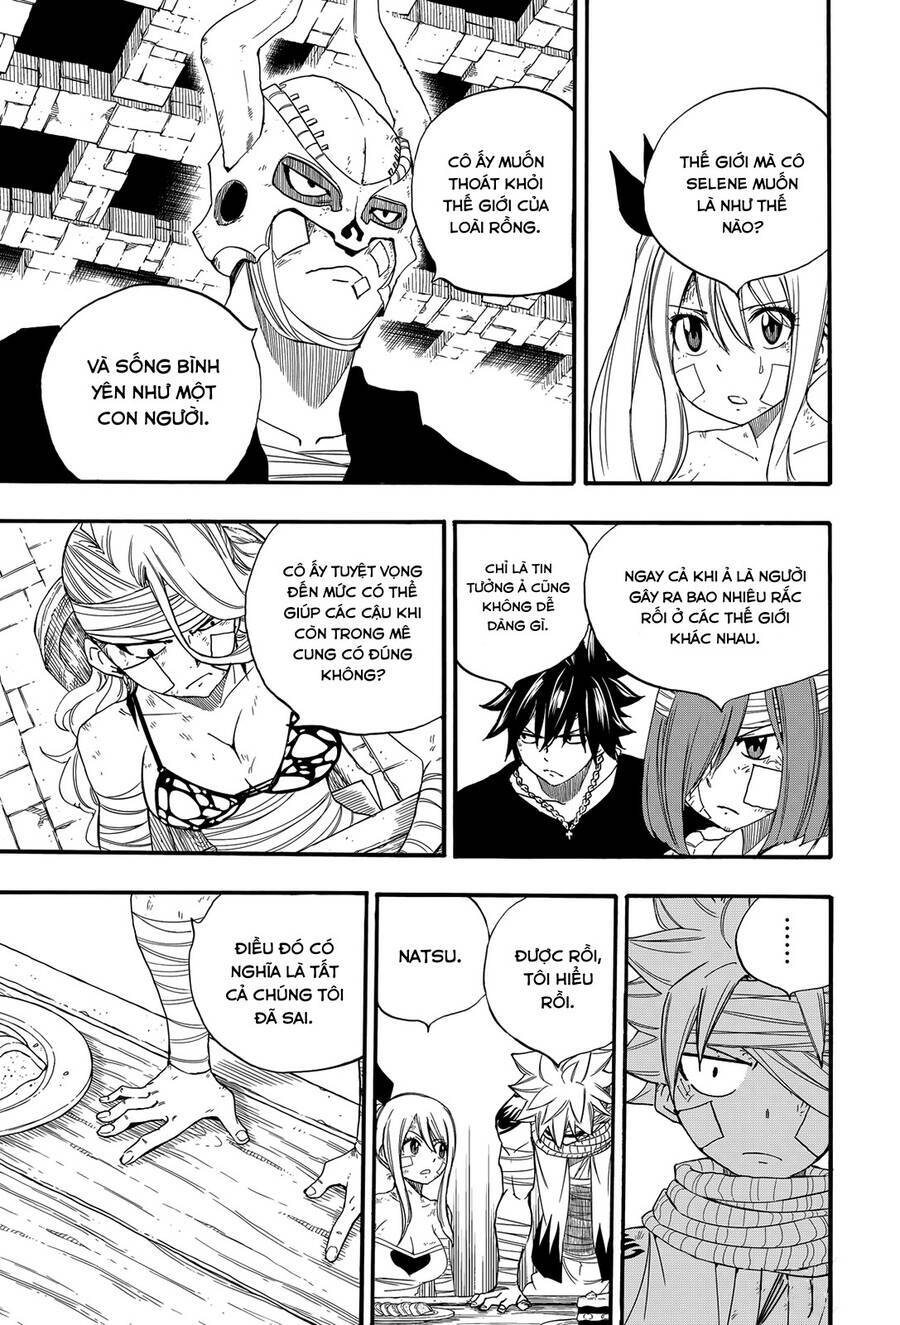 THẾ GIỚI MÀ CÔ
SELENE MUỐN
LÀ NHƯ THẾ
NÀO?
CÔ ẤY MUỐN
THOÁT KHỎI
THẾ GIỚI CỦA
LOÀI RỒNG.
VÀ SỐNG BÌNH
YÊN NHƯ MỘT
CON NGƯỜI.
NGAY CẢ KHI Ả LÀ NGƯỜI
GÂY RA BAO NHIÊU RẮC
RỐI Ở CÁC THẾ GIỚI
KHÁC NHAU.
CHỈ LÀ TIN
TƯỞNG Ả CŨNG
KHÔNG DỄ
DÀNG GÌ.
CÔ ẤY TUYỆT VỌNG
ĐẾN MỨC CÓ THỂ
GIÚP CÁC CẬU KHI
CÒN TRONG MÊ
CUNG CÓ ĐÚNG
KHÔNG?
......
ĐƯỢC RỒI,
TÔI HIỂU
RỒI.
NATSU.
ĐIỀU ĐÓ CÓ
NGHĨA LÀ TẤT
CẢ CHÚNG TÔI
ĐÃ SAI.